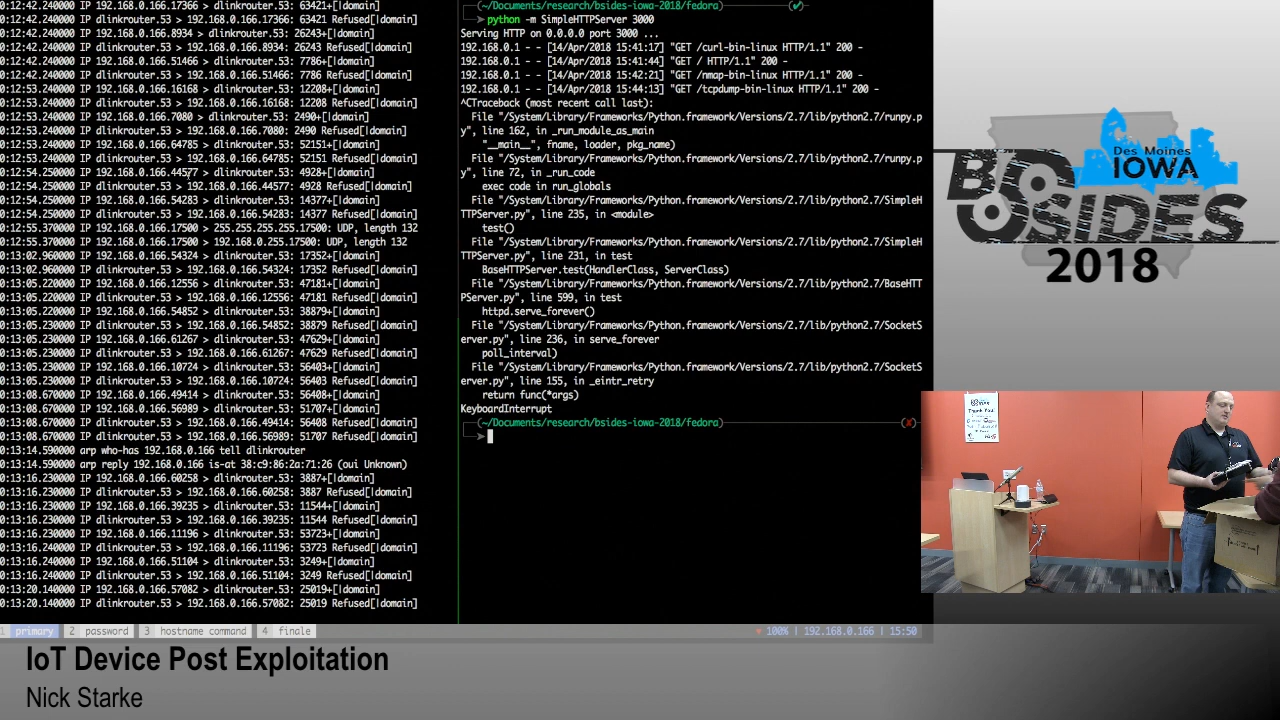 0:12:42.240000 IP 192.168.0.166.17366 > dlinkrouter.53: 63421+[|domain]
0:12:42.240000 IP dlinkrouter.53 > 192.168.0.166.17366: 63421 Refused[|domain]
0:12:42.240000 IP 192.168.0.166.8934 > dlinkrouter.53: 26243+[|domain]
0:12:42.240000 IP dlinkrouter.53 > 192.168.0.166.8934: 26243 Refused[|domain]
0:12:42.240000 IP 192.168.0.166.51466 > dlinkrouter.53: 7786+[|domain]
0:12:42.240000 IP dlinkrouter.53 > 192.168.0.166.51466: 7786 Refused[|domain]
0:12:53.240000 IP 192.168.0.166.16168 > dlinkrouter.53: 12208+[|domain]
0:12:53.240000 IP dlinkrouter.53 > 192.168.0.166.16168: 12208 Refused[|domain]
0:12:53.240000 IP 192.168.0.166.7080 > dlinkrouter.53: 2490+[|domain]
0:12:53.240000 IP dlinkrouter.53 > 192.168.0.166.7080: 2490 Refused[|domain]
0:12:53.240000 IP 192.168.0.166.64785 > dlinkrouter.53: 52151+[|domain]
0:12:53.240000 IP dlinkrouter.53 > 192.168.0.166.64785: 52151 Refused[|domain]
0:12:54.250000 IP 192.168.0.166.44577 > dlinkrouter.53: 4928+[|domain]
0:12:54.250000 IP dlinkrouter.53 > 192.168.0.166.44577: 4928 Refused[|domain]
0:12:54.250000 IP 192.168.0.166.54283 > dlinkrouter.53: 14377+[|domain]
0:12:54.250000 IP dlinkrouter.53 > 192.168.0.166.54283: 14377 Refused[|domain]
0:12:55.370000 IP 192.168.0.166.17500 > 255.255.255.255.17500: UDP, length 132
0:12:55.370000 IP 192.168.0.166.17500 > 192.168.0.255.17500: UDP, length 132
0:13:02.960000 IP 192.168.0.166.54324 > dlinkrouter.53: 17352+[|domain]
0:13:02.960000 IP dlinkrouter.53 > 192.168.0.166.54324: 17352 Refused[|domain]
0:13:05.220000 IP 192.168.0.166.12556 > dlinkrouter.53: 47181+[|domain]
0:13:05.220000 IP dlinkrouter.53 > 192.168.0.166.12556: 47181 Refused[|domain]
0:13:05.220000 IP 192.168.0.166.54852 > dlinkrouter.53: 38879+[|domain]
0:13:05.230000 IP dlinkrouter.53 > 192.168.0.166.54852: 38879 Refused[|domain]
0:13:05.230000 IP 192.168.0.166.61267 > dlinkrouter.53: 47629+[|domain]
0:13:05.230000 IP dlinkrouter.53 > 192.168.0.166.61267: 47629 Refused[|domain]
0:13:05.230000 IP 192.168.0.166.10724 > dlinkrouter.53: 56403+[|domain]
0:13:05.230000 IP dlinkrouter.53 > 192.168.0.166.10724: 56403 Refused[|domain]
0:13:08.670000 IP 192.168.0.166.49414 > dlinkrouter.53: 56408+[|domain]
0:13:08.670000 IP 192.168.0.166.56989 > dlinkrouter.53: 51707+[|domain]
0:13:08.670000 IP dlinkrouter.53 > 192.168.0.166.49414: 56408 Refused[|domain]
0:13:08.670000 IP dlinkrouter.53 > 192.168.0.166.56989: 51707 Refused[|domain]
0:13:14.590000 arp who-has 192.168.0.166 tell dlinkrouter
0:13:14.590000 arp reply 192.168.0.166 is-at 38:c9:86:2a:71:26 (oui Unknown)
0:13:16.230000 IP 192.168.0.166.60258 > dlinkrouter.53: 3887+[|domain]
0:13:16.230000 IP dlinkrouter.53 > 192.168.0.166.60258: 3887 Refused[|domain]
0:13:16.230000 IP 192.168.0.166.39235 > dlinkrouter.53: 11544+[|domain]
0:13:16.230000 IP dlinkrouter.53 > 192.168.0.166.39235: 11544 Refused[|domain]
0:13:16.230000 IP 192.168.0.166.11196 > dlinkrouter.53: 53723+[|domain]
0:13:16.240000 IP dlinkrouter.53 > 192.168.0.166.11196: 53723 Refused[|domain]
0:13:16.240000 IP 192.168.0.166.51104 > dlinkrouter.53: 3249+[|domain]
0:13:16.240000 IP dlinkrouter.53 > 192.168.0.166.51104: 3249 Refused[|domain]
0:13:20.140000 IP 192.168.0.166.57082 > dlinkrouter.53: 25019+[|domain]
0:13:20.140000 IP dlinkrouter.53 > 192.168.0.166.57082: 25019 Refused[|domain]
(~/Documents/research/bsides-iowa-2018/fedora) (✓)
python -m SimpleHTTPServer 3000
Serving HTTP on 0.0.0.0 port 3000 ...
192.168.0.1 - - [14/Apr/2018 15:41:17] "GET /curl-bin-linux HTTP/1.1" 200 -
192.168.0.1 - - [14/Apr/2018 15:41:44] "GET / HTTP/1.1" 200 -
192.168.0.1 - - [14/Apr/2018 15:42:21] "GET /nmap-bin-linux HTTP/1.1" 200 -
192.168.0.1 - - [14/Apr/2018 15:44:13] "GET /tcpdump-bin-linux HTTP/1.1" 200 -
^CTraceback (most recent call last):
File "/System/Library/Frameworks/Python.framework/Versions/2.7/lib/python2.7/runpy.p
y", line 162, in _run_module_as_main
"__main__", fname, loader, pkg_name)
File "/System/Library/Frameworks/Python.framework/Versions/2.7/lib/python2.7/runpy.p
y", line 72, in _run_code
exec code in run_globals
File "/System/Library/Frameworks/Python.framework/Versions/2.7/lib/python2.7/SimpleH
TTPServer.py", line 235, in <module>
test()
File "/System/Library/Frameworks/Python.framework/Versions/2.7/lib/python2.7/SimpleH
TTPServer.py", line 231, in test
BaseHTTPServer.test(HandlerClass, ServerClass)
File "/System/Library/Frameworks/Python.framework/Versions/2.7/lib/python2.7/BaseHTT
PServer.py", line 599, in test
httpd.serve_forever()
File "/System/Library/Frameworks/Python.framework/Versions/2.7/lib/python2.7/SocketS
erver.py", line 236, in serve_forever
poll_interval)
File "/System/Library/Frameworks/Python.framework/Versions/2.7/lib/python2.7/SocketS
erver.py", line 155, in _eintr_retry
return func(*args)
KeyboardInterrupt
(~/Documents/research/bsides-iowa-2018/fedora) (✗)
1 primary 2 password 3 hostname command 4 finale
100% | 192.168.0.166 | 15:50
Des Moines
IOWA
BSIDES
2018
Thank You!
IoT Device Post Exploitation
Nick Starke